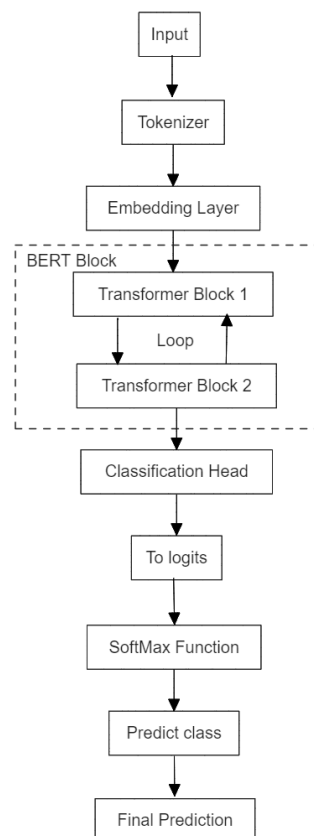 Input
Tokenizer
Embedding Layer
BERT Block
Transformer Block 1
Loop
Transformer Block 2
Classification Head
To logits
SoftMax Function
Predict class
Final Prediction